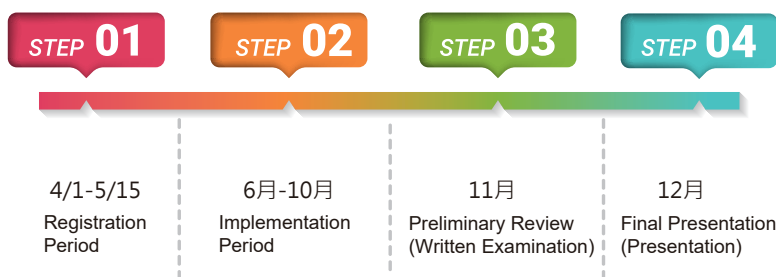 STEP 01
STEP 02
STEP 03
STEP 04
4/1-5/15
Registration
Period
6月-10月
Implementation
Period
11月
Preliminary Review
(Written Examination)
12月
Final Presentation
(Presentation)